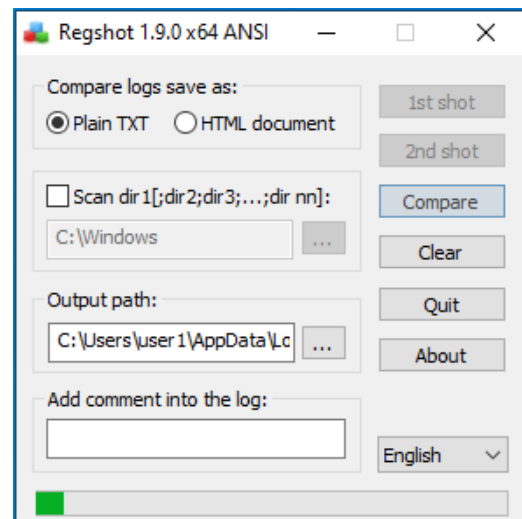 Regshot 1.9.0 x64 ANSI
Compare logs save as:
Plain TXT HTML document
1st shot
2nd shot
Scan dir1[;dir2;dir3;...;dir nn]:
C:\Windows ...
Compare
Clear
Output path:
C:\Users\user1\AppData\Lo ...
Quit
About
Add comment into the log:
English